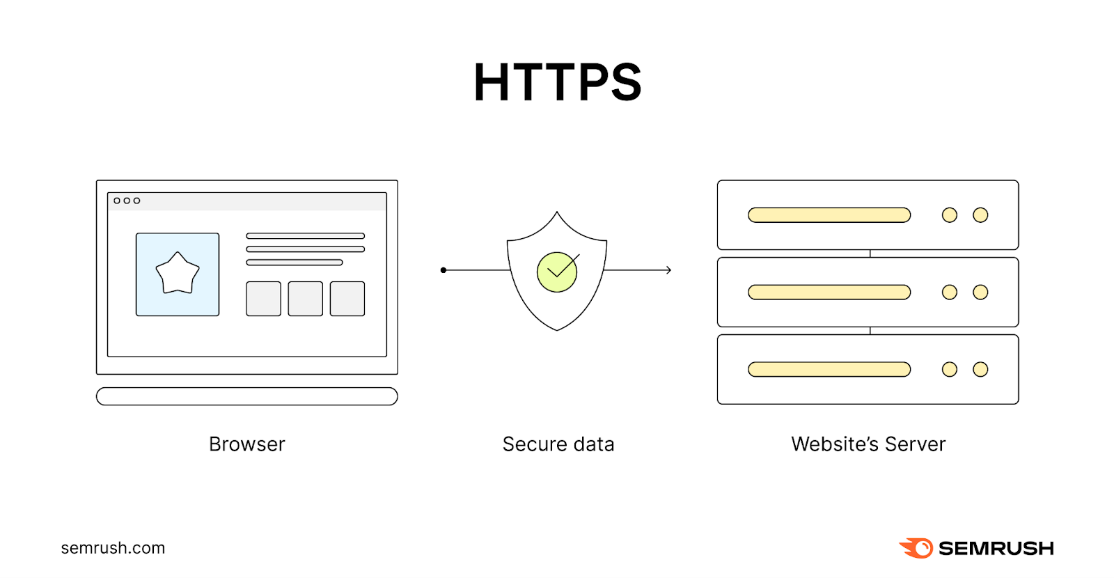 HTTPS
Browser
Secure data
Website’s Server
semrush.com
SEMRUSH